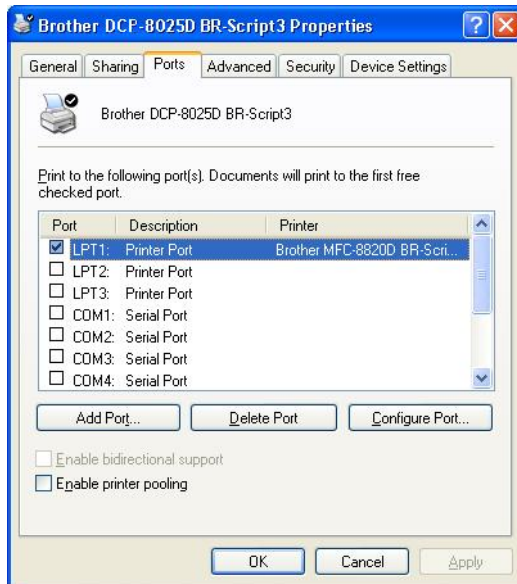 Brother DCP-8025D BR-Script3 Properties
General Sharing Ports Advanced Security Device Settings
Brother DCP-8025D BR-Script3
Print to the following port(s). Documents will print to the first free
checked port.
Port Description Printer
LPT1: Printer Port Brother MFC-8820D BR-Scri...
LPT2: Printer Port
LPT3: Printer Port
COM1: Serial Port
COM2: Serial Port
COM3: Serial Port
COM4: Serial Port
Add Port... Delete Port Configure Port...
Enable bidirectional support
Enable printer pooling
OK Cancel Apply